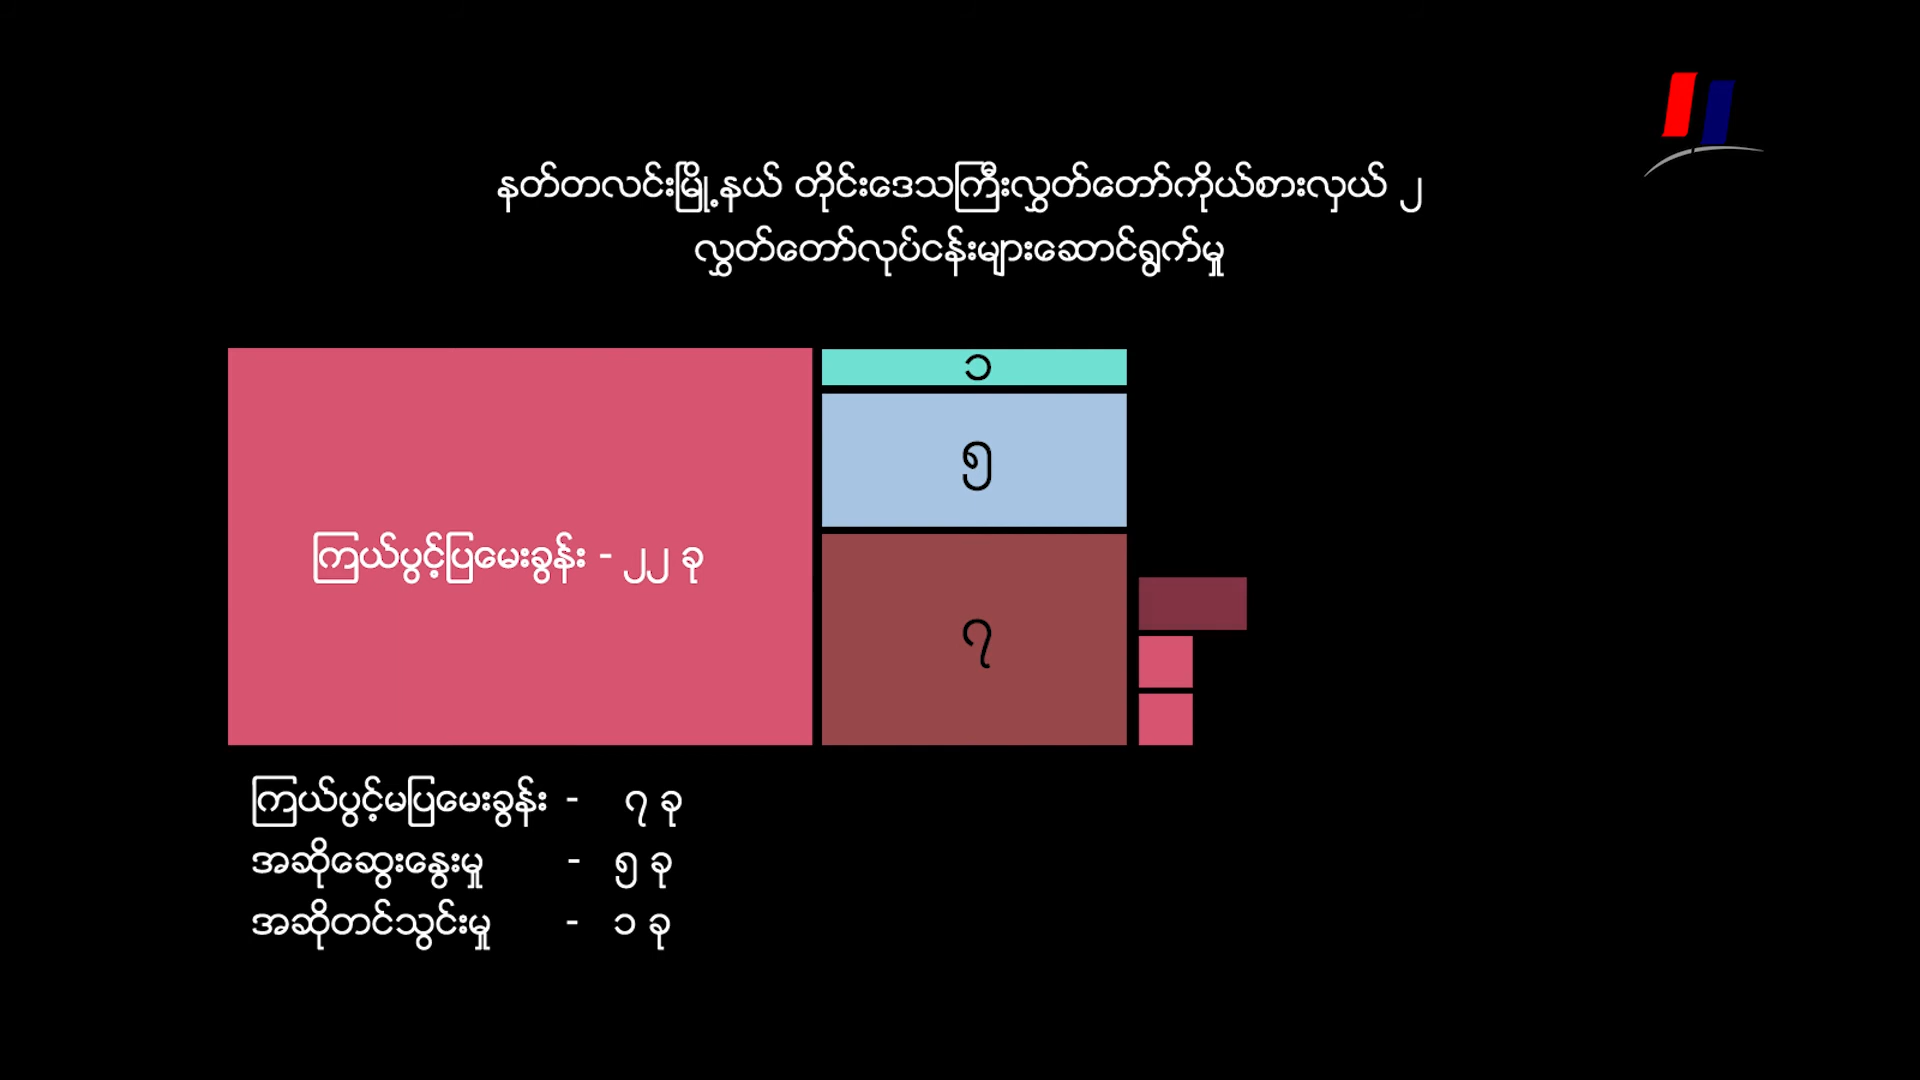 နတ်တလင်းမြို့နယ် တိုင်းဒေသကြီးလွှတ်တော်ကိုယ်စားလှယ် ၂
လွှတ်တော်လုပ်ငန်းများဆောင်ရွက်မှု
၁
၅
ကြယ်ပွင့်ပြမေးခွန်း - ၂၂ ခု
၇
ကြယ်ပွင့်မပြမေးခွန်း - ၇ ခု
အဆိုဆွေးနွေးမှု - ၅ ခု
အဆိုတင်သွင်းမှု - ၁ ခု